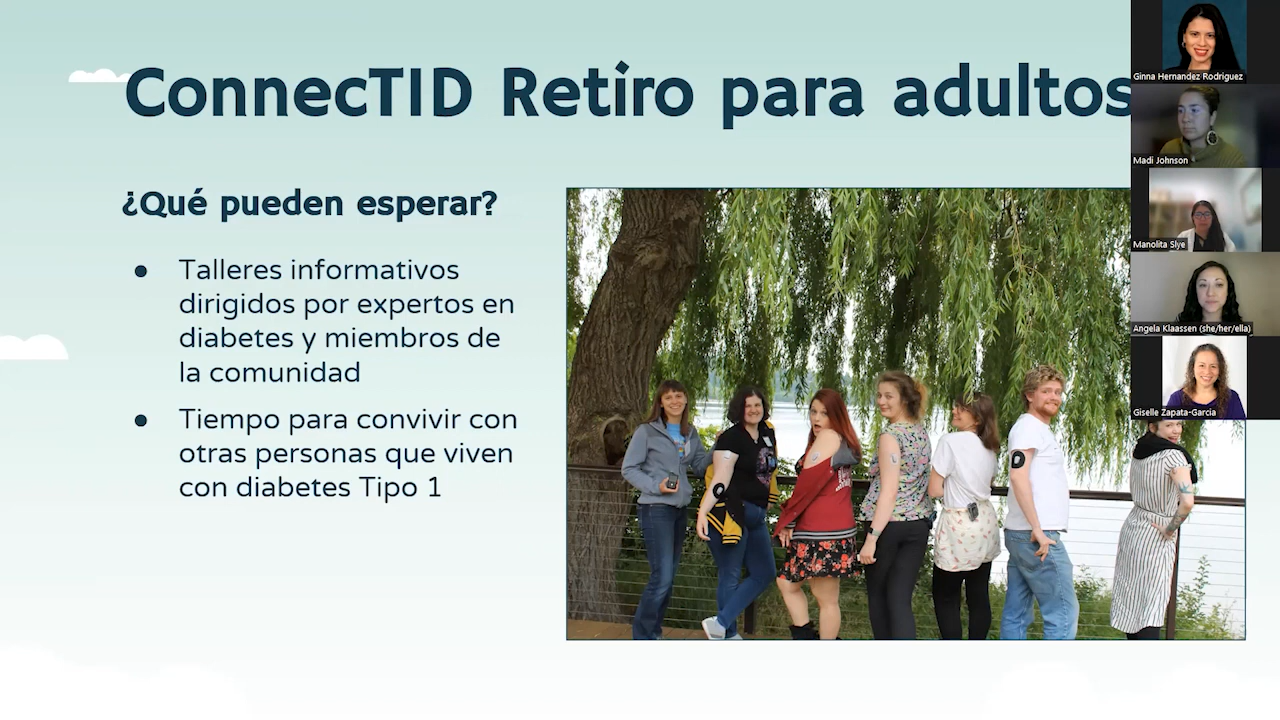 ConnecTID Retiro para adultos
¿Qué pueden esperar?
● Talleres informativos
dirigidos por expertos en
diabetes y miembros de
la comunidad
● Tiempo para convivir con
otras personas que viven
con diabetes Tipo 1
Ginna Hernandez Rodriguez
Madi Johnson
Manolita Slye
Angela Klaassen (she/her/ella)
Giselle Zapata-Garcia